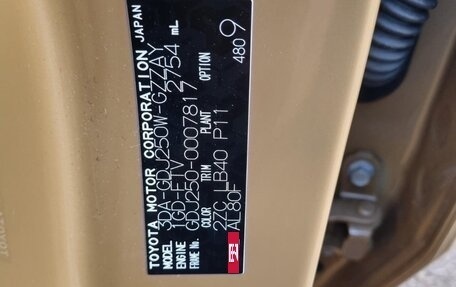 TOYOTA MOTOR CORPORATION JAPAN
MODEL 3DA-GDJ250W-GZZAY
ENGINE 1GD-FTV 2754 mL
FRAME No. GDJ250-0007817
COLOR TRIM PLANT OPTION
2ZC LB40 P11 4809
AL80F